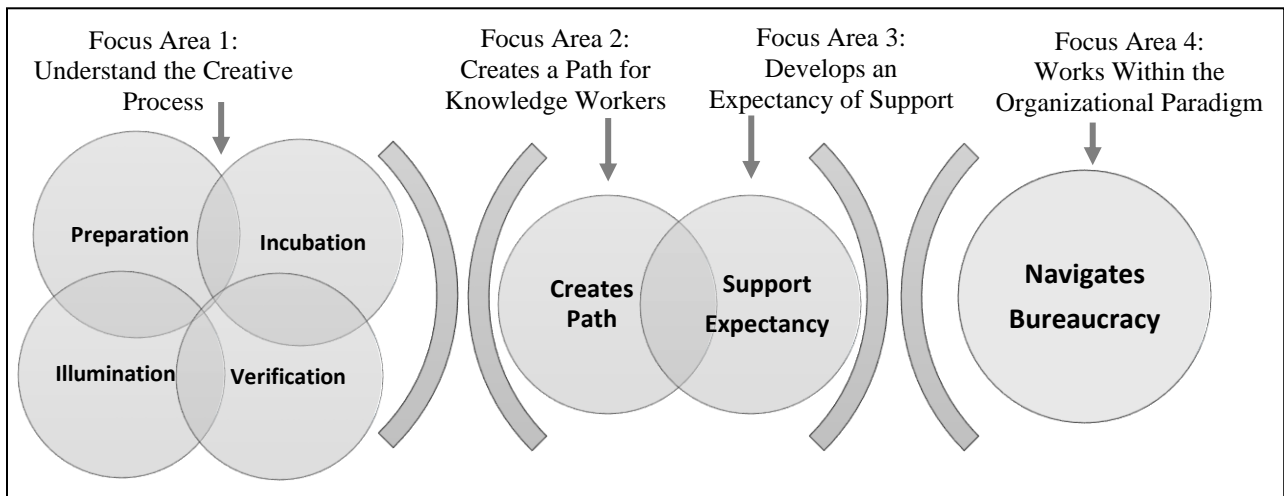 Focus Area 1:
Understand the Creative
Process
Focus Area 2:
Creates a Path for
Knowledge Workers
Focus Area 3:
Develops an
Expectancy of Support
Focus Area 4:
Works Within the
Organizational Paradigm
Preparation
Incubation
Illumination
Verification
Creates
Path
Support
Expectancy
Navigates
Bureaucracy